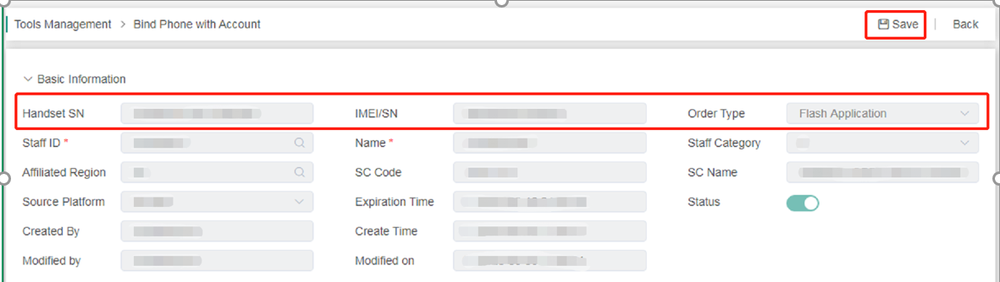 Tools Management > Bind Phone with Account Save | Back
Basic Information
Handset SN IMEI/SN Order Type Flash Application
Staff ID * Name * Staff Category
Affiliated Region SC Code SC Name
Source Platform Expiration Time Status
Created By Create Time
Modified by Modified on